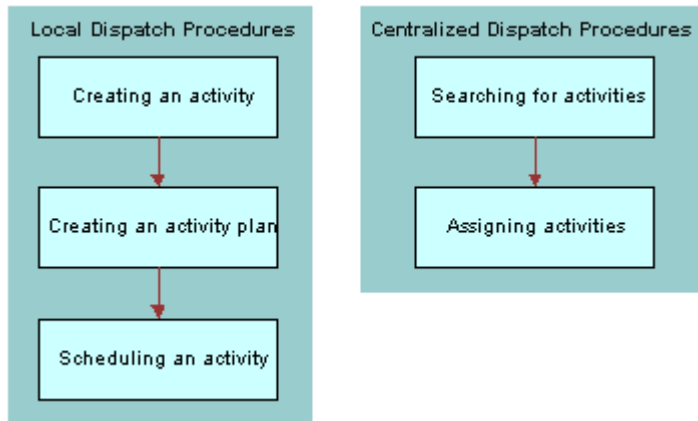 Local Dispatch Procedures
Creating an activity
Creating an activity plan
Scheduling an activity
Centralized Dispatch Procedures
Searching for activities
Assigning activities